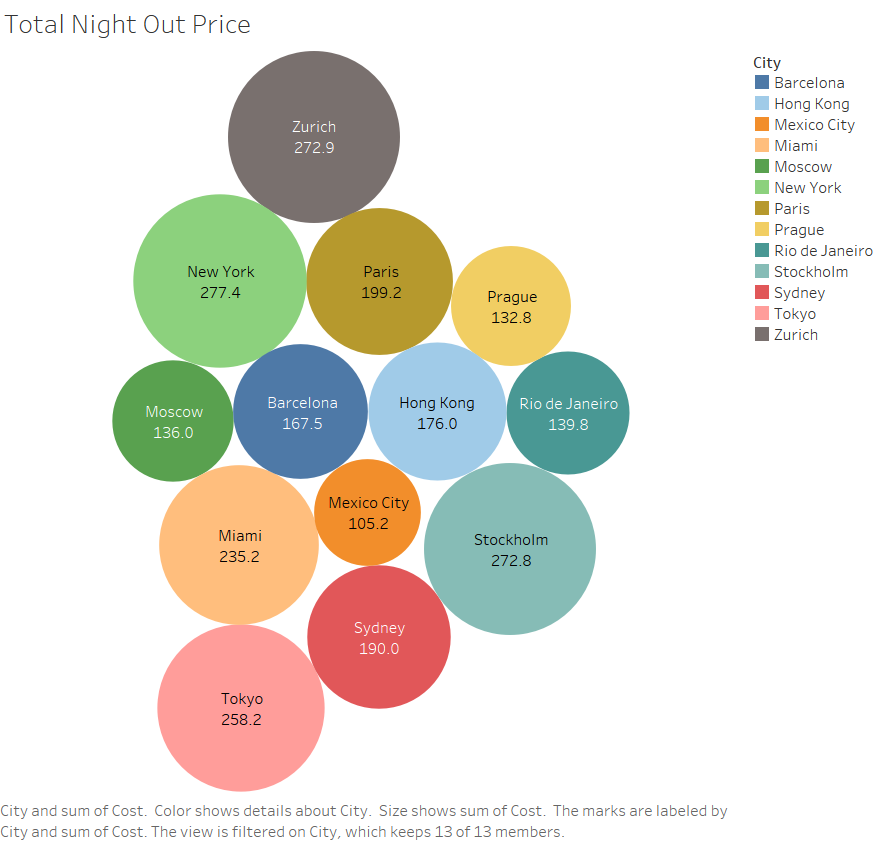 Total Night Out Price
City
Barcelona
Hong Kong
Mexico City
Miami
Moscow
New York
Paris
Prague
Rio de Janeiro
Stockholm
Sydney
Tokyo
Zurich
Zurich
272.9
New York
277.4
Paris
199.2
Prague
132.8
Moscow
136.0
Barcelona
167.5
Hong Kong
176.0
Rio de Janeiro
139.8
Mexico City
105.2
Miami
235.2
Stockholm
272.8
Sydney
190.0
Tokyo
258.2
City and sum of Cost.  Color shows details about City.  Size shows sum of Cost.  The marks are labeled by
City and sum of Cost. The view is filtered on City, which keeps 13 of 13 members.